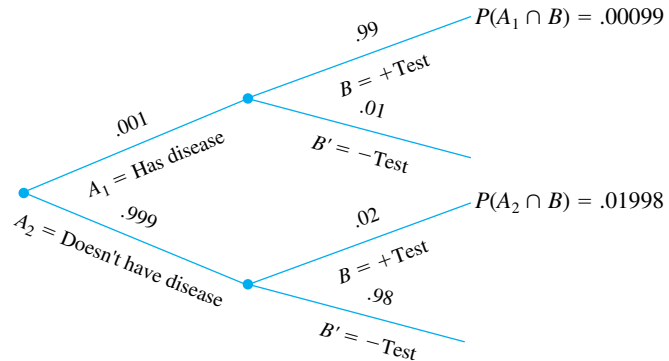 .99
P(A₁ ∩ B) = .00099
B = +Test
.001
.01
A₁ = Has disease
B' = −Test
.999
.02
P(A₂ ∩ B) = .01998
A₂ = Doesn't have disease
B = +Test
.98
B' = −Test